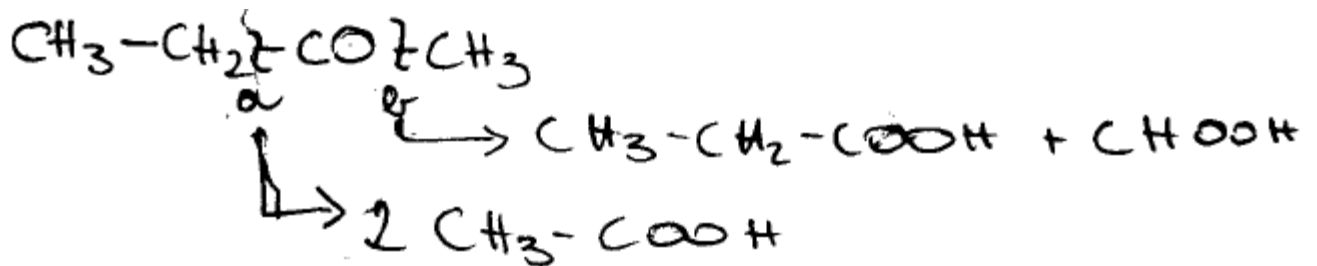 CH₃-CH₂-CO-CH₃
a b
→ CH₃-CH₂-COOH + CHOOH
→ 2 CH₃-COOH